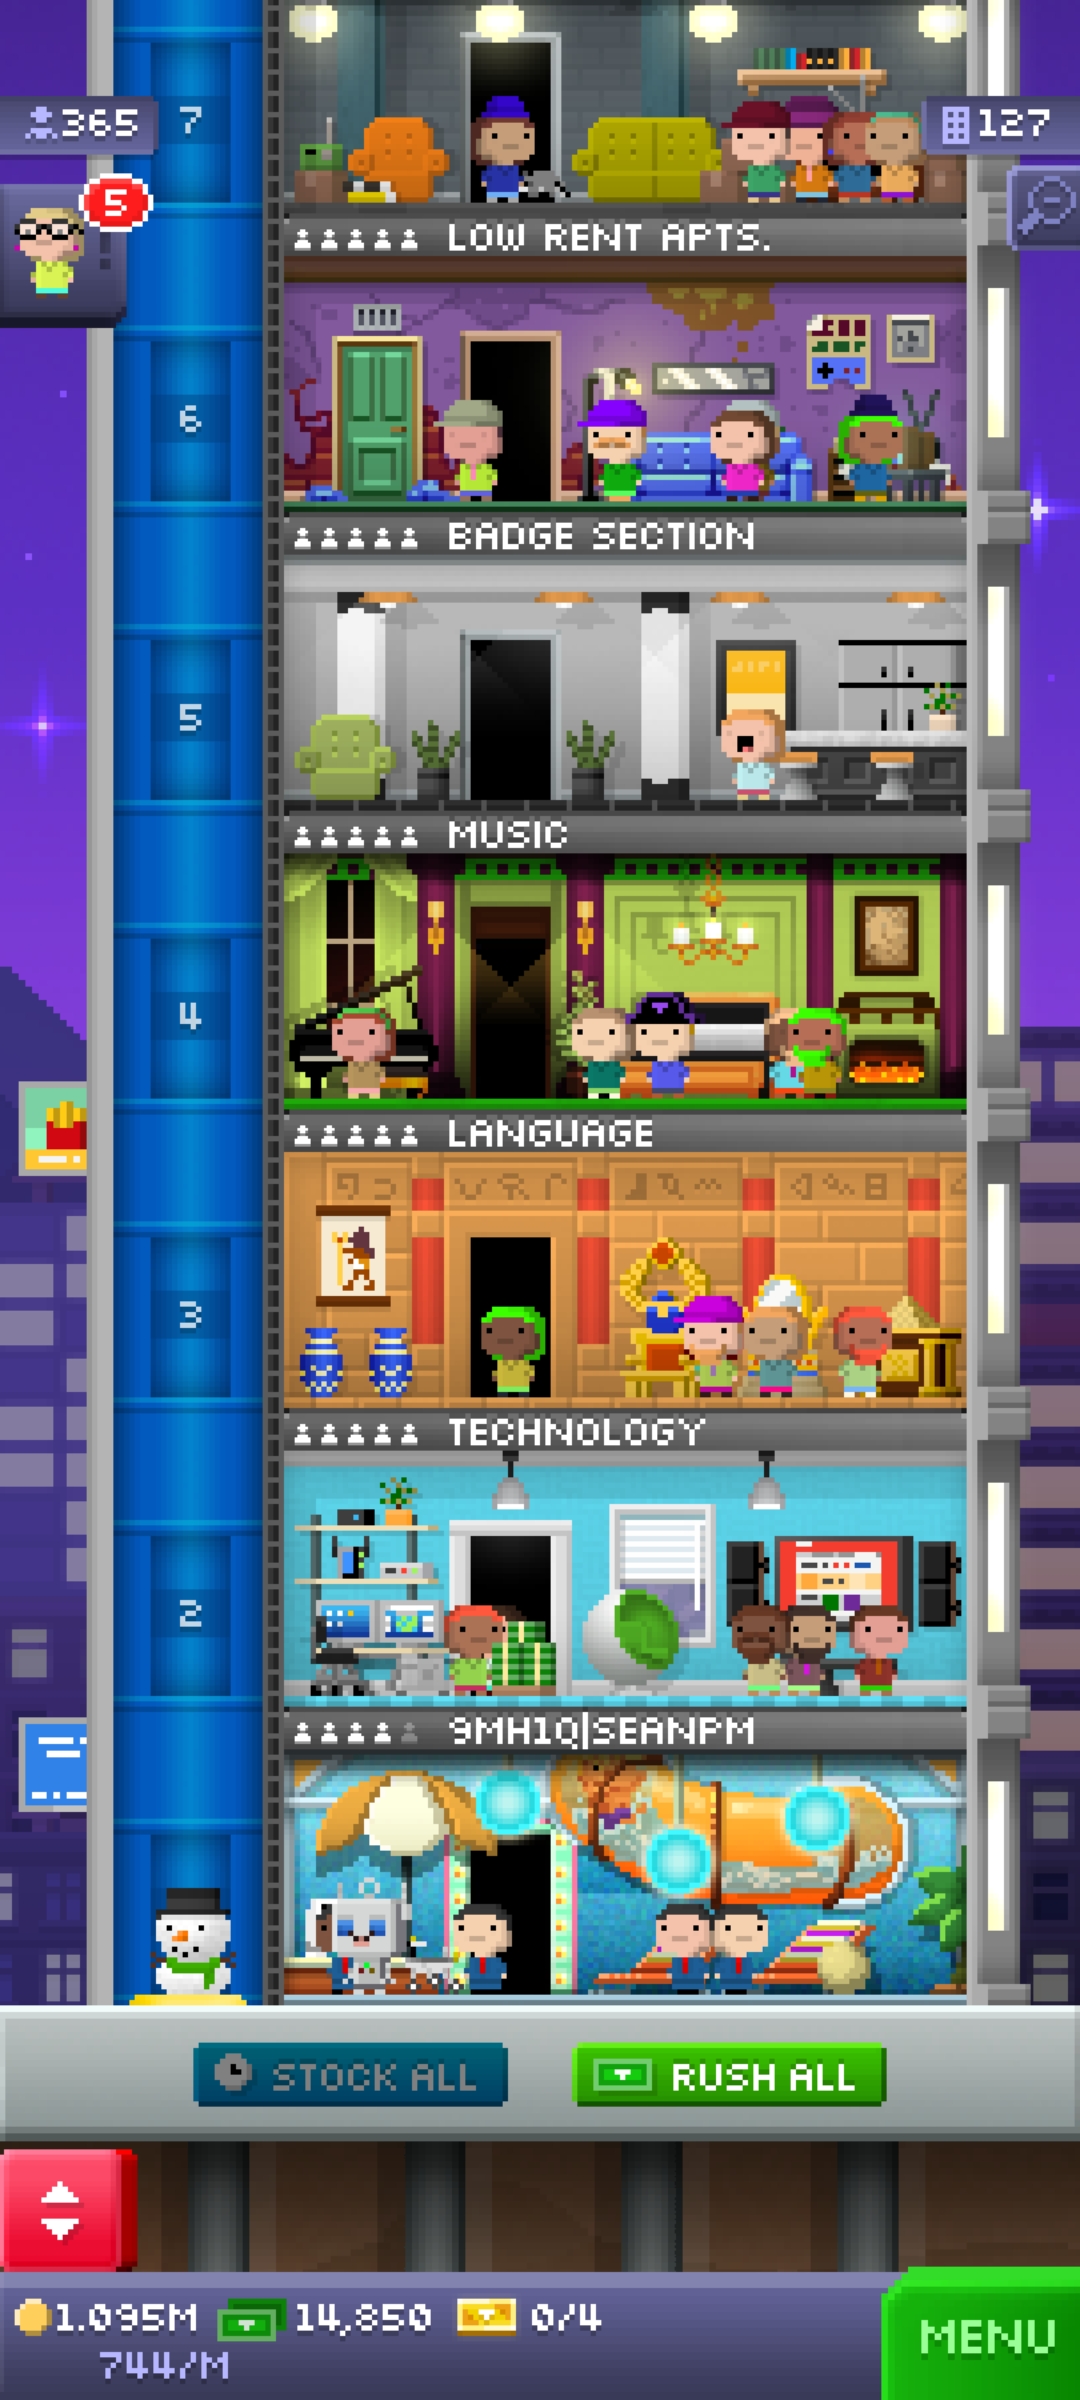 7
365
127
5
LOW RENT APTS.
6
BADGE SECTION
5
MUSIC
4
LANGUAGE
3
TECHNOLOGY
2
9MH1Q|SEANPM
STOCK ALL
RUSH ALL
1.095M
14,850
0/4
744/M
MENU